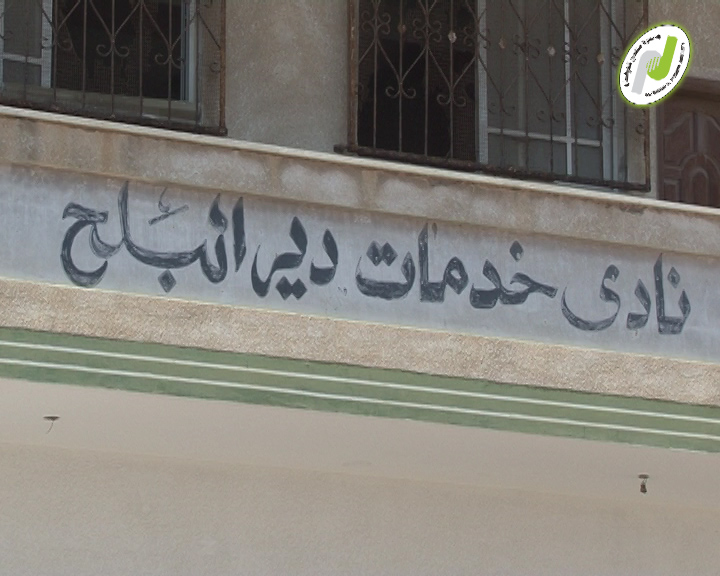 نادى خدمات دير البلح